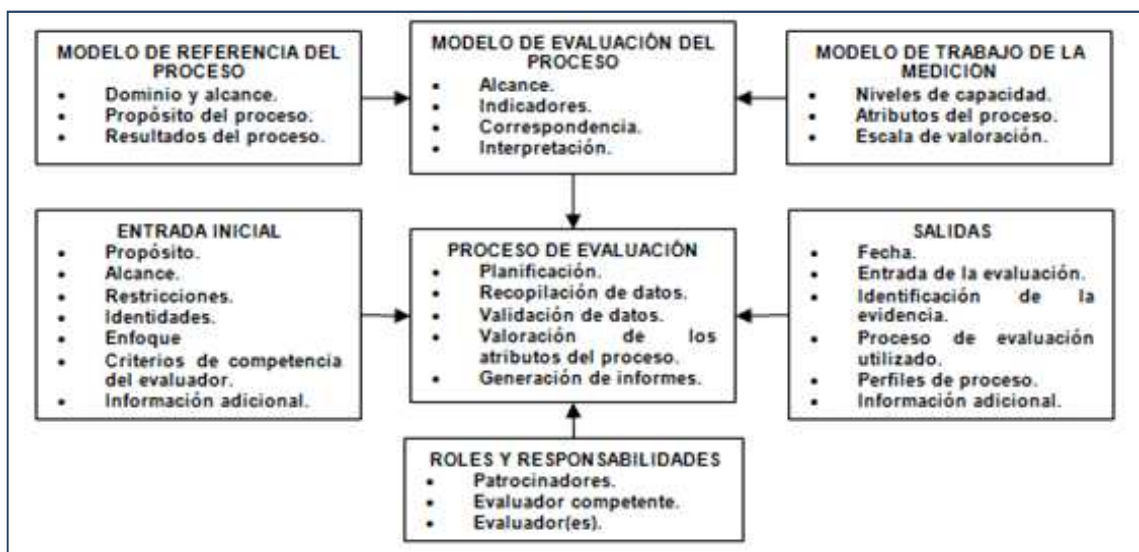 MODELO DE REFERENCIA DEL
PROCESO
• Dominio y alcance.
• Propósito del proceso.
• Resultados del proceso.
MODELO DE EVALUACIÓN DEL
PROCESO
• Alcance.
• Indicadores.
• Correspondencia.
• Interpretación.
MODELO DE TRABAJO DE LA
MEDICIÓN
• Niveles de capacidad.
• Atributos del proceso.
• Escala de valoración.
ENTRADA INICIAL
• Propósito.
• Alcance.
• Restricciones.
• Identidades.
• Enfoque
• Criterios de competencia
del evaluador.
• Información adicional.
PROCESO DE EVALUACIÓN
• Planificación.
• Recopilación de datos.
• Validación de datos.
• Valoración de los
atributos del proceso.
• Generación de informes.
SALIDAS
• Fecha.
• Entrada de la evaluación.
• Identificación de la
evidencia.
• Proceso de evaluación
utilizado.
• Perfiles de proceso.
• Información adicional.
ROLES Y RESPONSABILIDADES
• Patrocinadores.
• Evaluador competente.
• Evaluador(es).